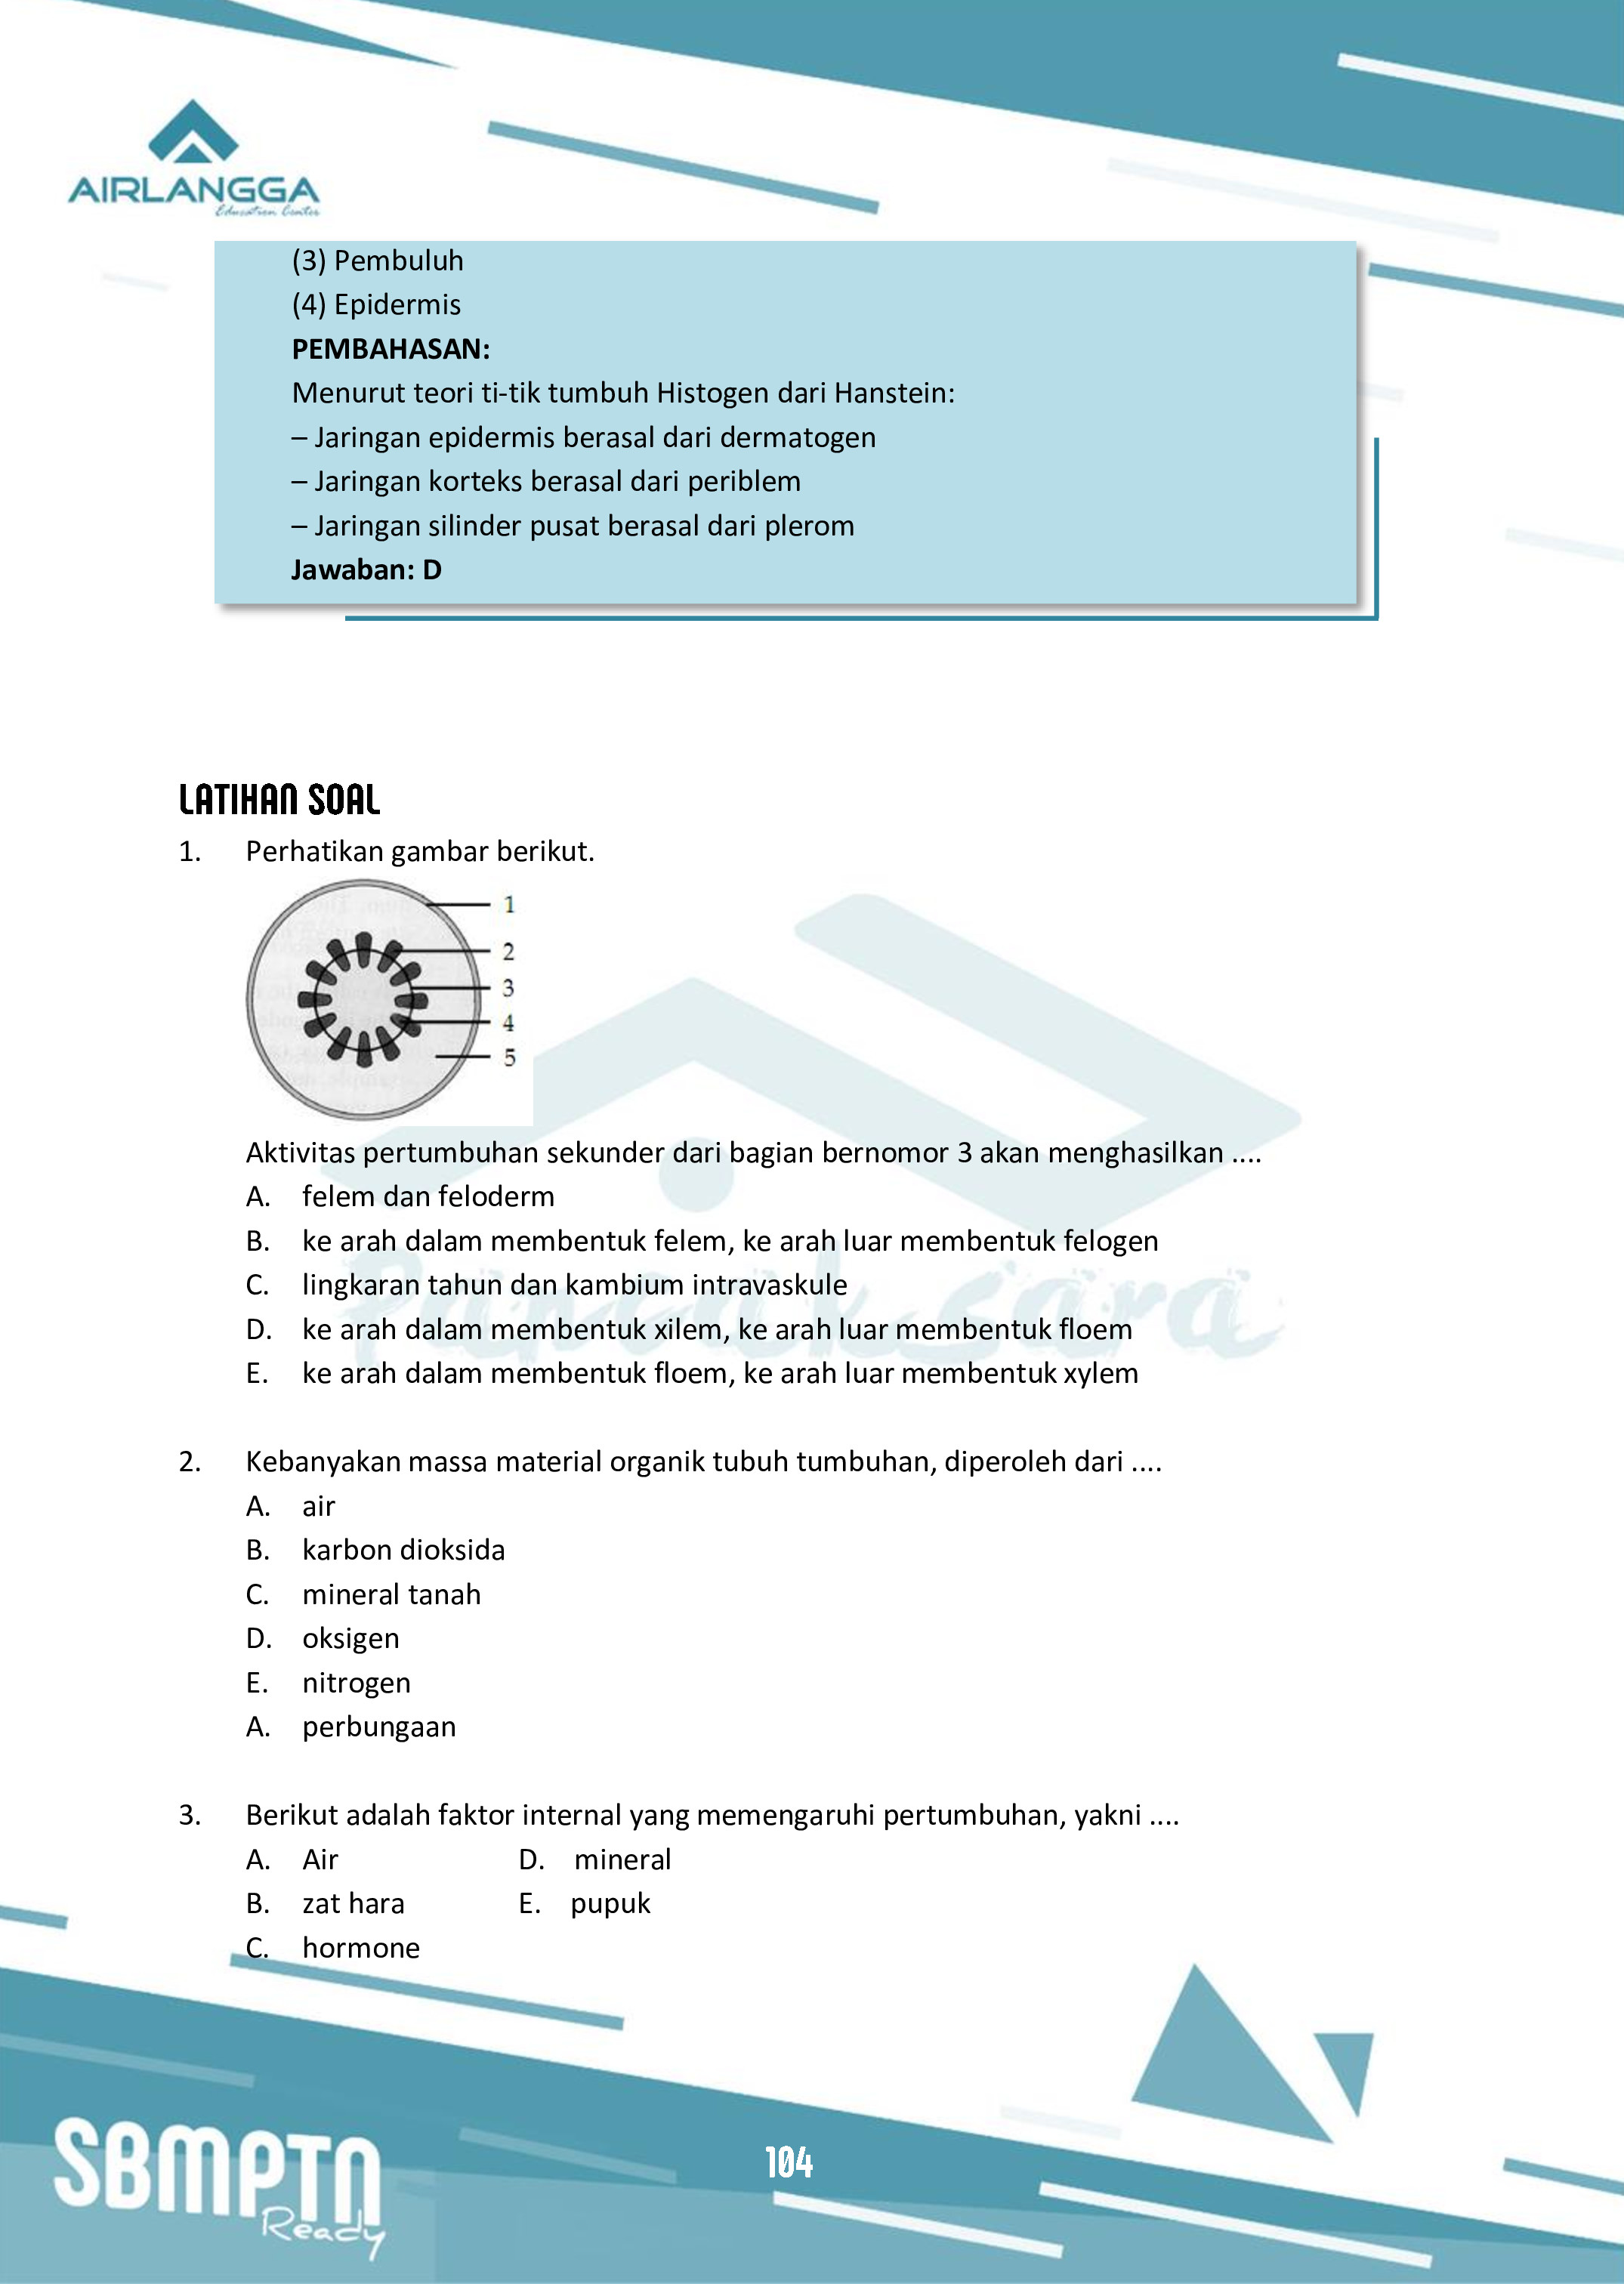 AIRLANGGA
Education Center
(3) Pembuluh
(4) Epidermis
PEMBAHASAN:
Menurut teori ti-tik tumbuh Histogen dari Hanstein:
– Jaringan epidermis berasal dari dermatogen
– Jaringan korteks berasal dari periblem
– Jaringan silinder pusat berasal dari plerom
Jawaban: D
LATIHAN SOAL
1. Perhatikan gambar berikut.
1
2
3
4
5
Aktivitas pertumbuhan sekunder dari bagian bernomor 3 akan menghasilkan ....
A. felem dan feloderm
B. ke arah dalam membentuk felem, ke arah luar membentuk felogen
C. lingkaran tahun dan kambium intravaskule
D. ke arah dalam membentuk xilem, ke arah luar membentuk floem
E. ke arah dalam membentuk floem, ke arah luar membentuk xylem
Pancaksara
2. Kebanyakan massa material organik tubuh tumbuhan, diperoleh dari ....
A. air
B. karbon dioksida
C. mineral tanah
D. oksigen
E. nitrogen
A. perbungaan
3. Berikut adalah faktor internal yang memengaruhi pertumbuhan, yakni ....
A. Air D. mineral
B. zat hara E. pupuk
C. hormone
SBMPTN
Ready
104